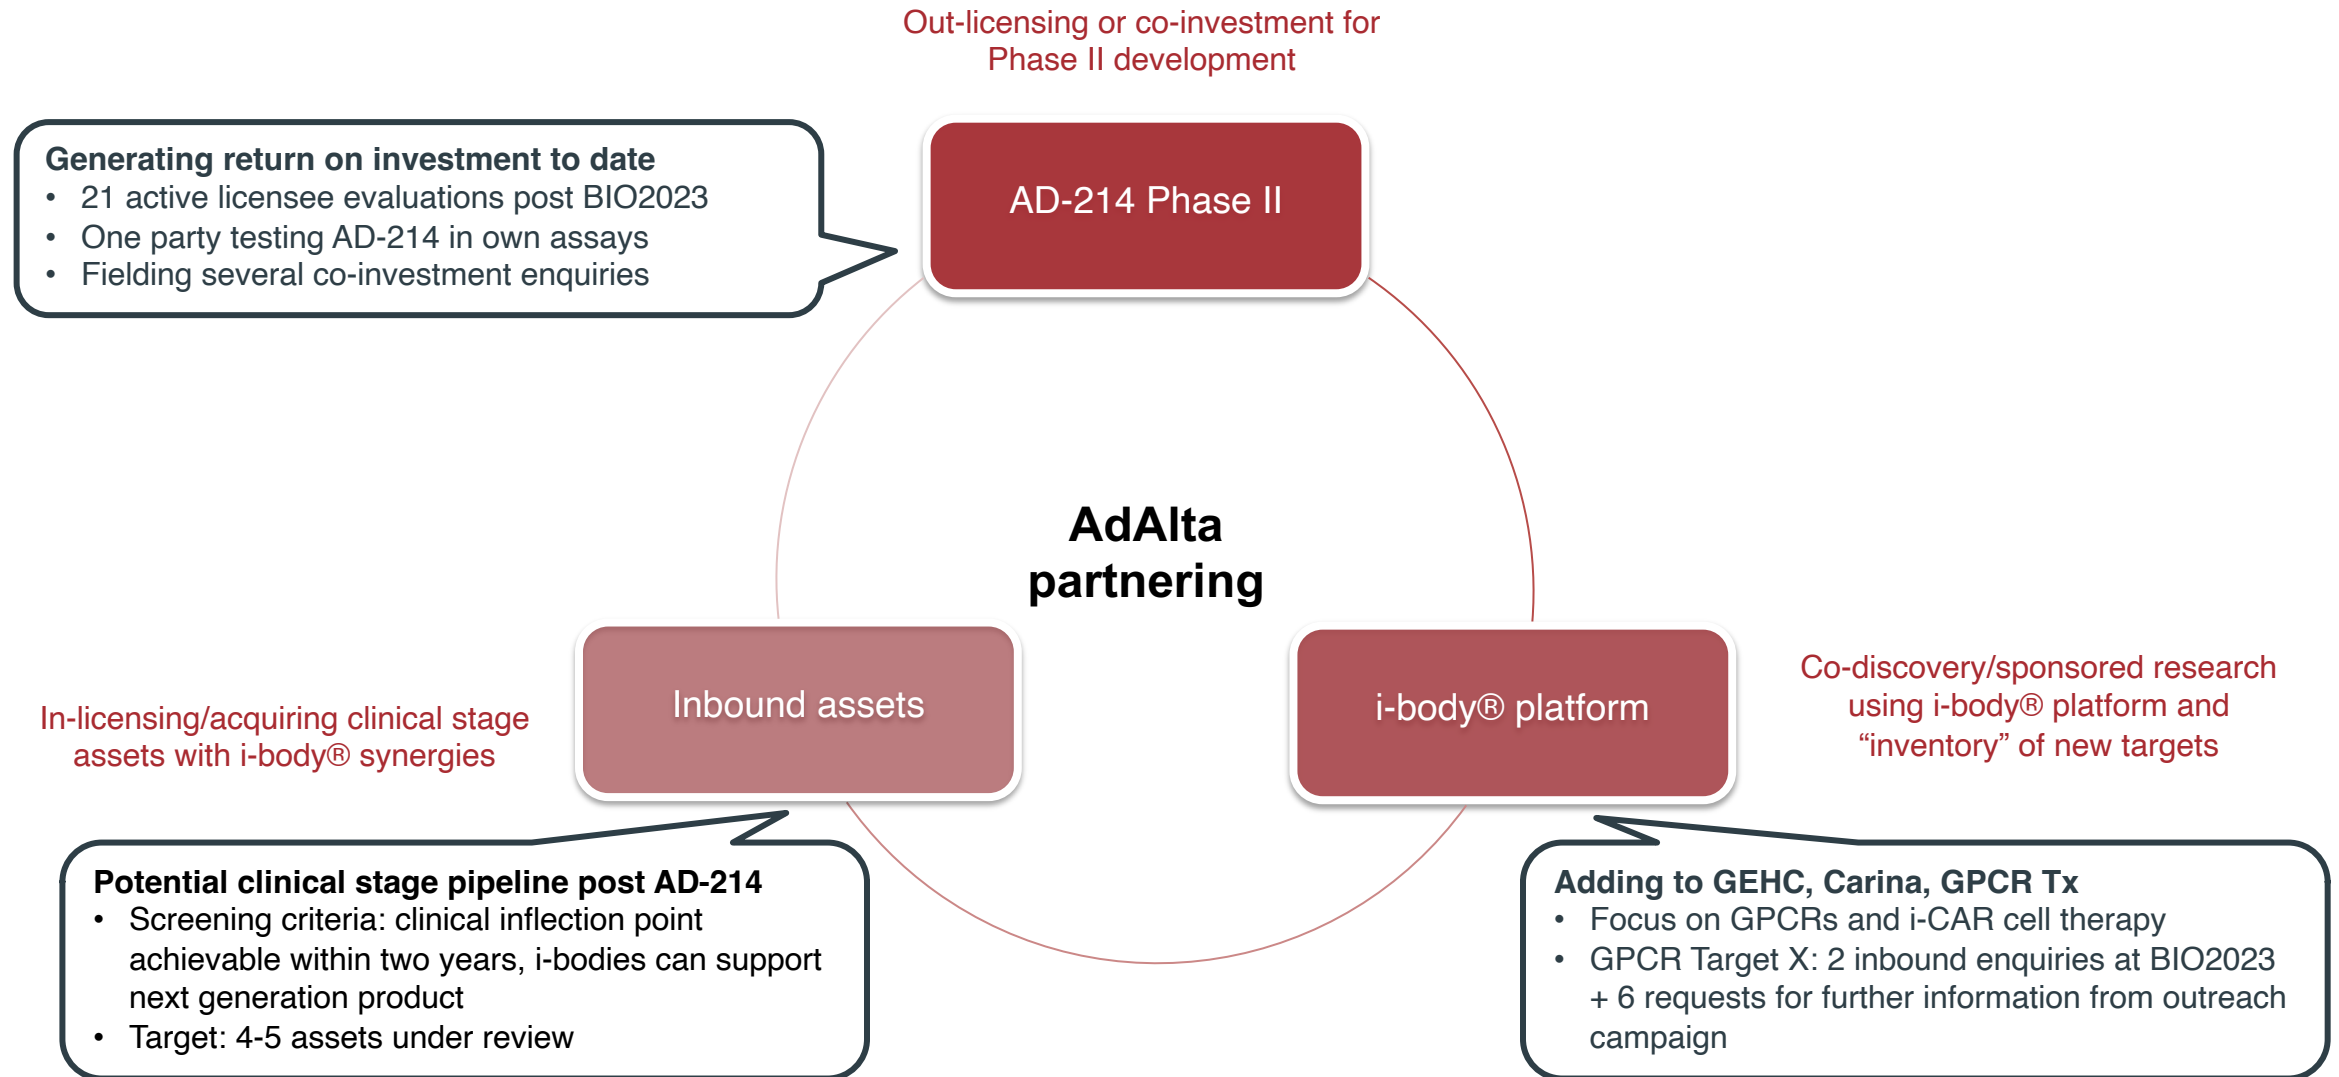 Out-licensing or co-investment for
Phase II development
Generating return on investment to date
• 21 active licensee evaluations post BIO2023
• One party testing AD-214 in own assays
• Fielding several co-investment enquiries
AD-214 Phase II
AdAlta
partnering
Inbound assets
i-body® platform
In-licensing/acquiring clinical stage
assets with i-body® synergies
Co-discovery/sponsored research
using i-body® platform and
“inventory” of new targets
Potential clinical stage pipeline post AD-214
• Screening criteria: clinical inflection point
achievable within two years, i-bodies can support
next generation product
• Target: 4-5 assets under review
Adding to GEHC, Carina, GPCR Tx
• Focus on GPCRs and i-CAR cell therapy
• GPCR Target X: 2 inbound enquiries at BIO2023
+ 6 requests for further information from outreach
campaign